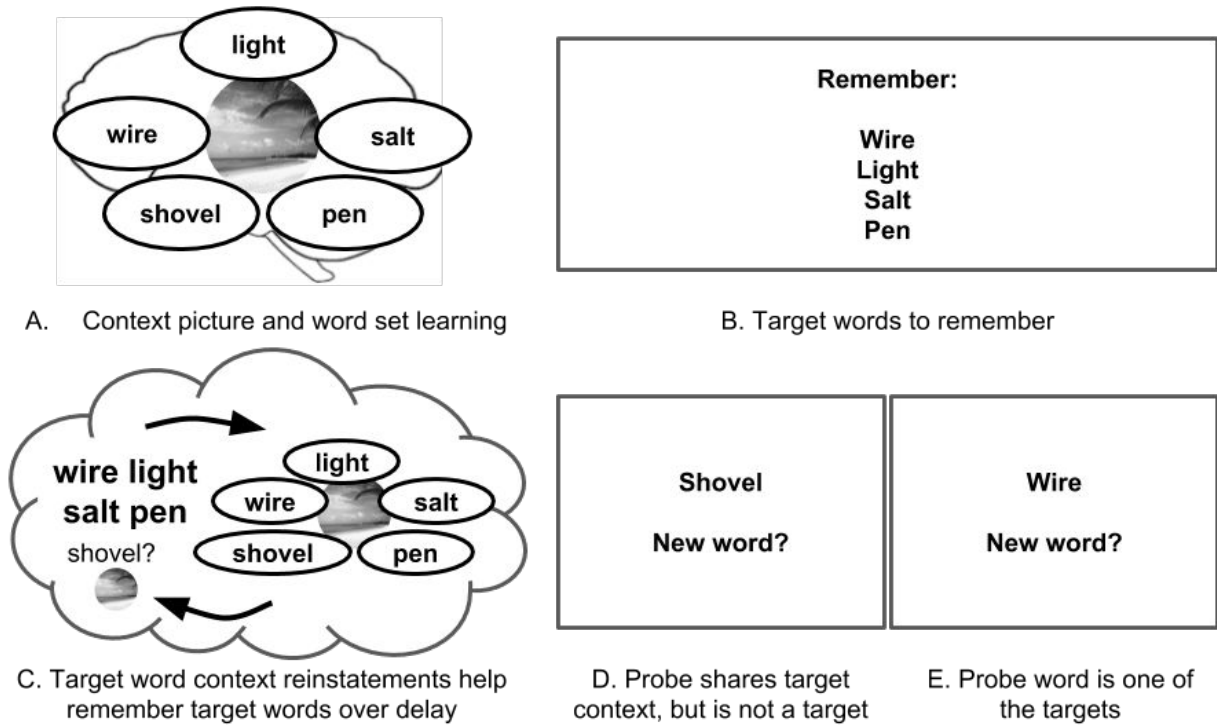 light
wire
salt
shovel
pen
A. Context picture and word set learning
Remember:
Wire
Light
Salt
Pen
B. Target words to remember
wire light
salt pen
shovel?
light
wire
salt
shovel
pen
C. Target word context reinstatements help
remember target words over delay
Shovel
New word?
D. Probe shares target
context, but is not a target
Wire
New word?
E. Probe word is one of
the targets